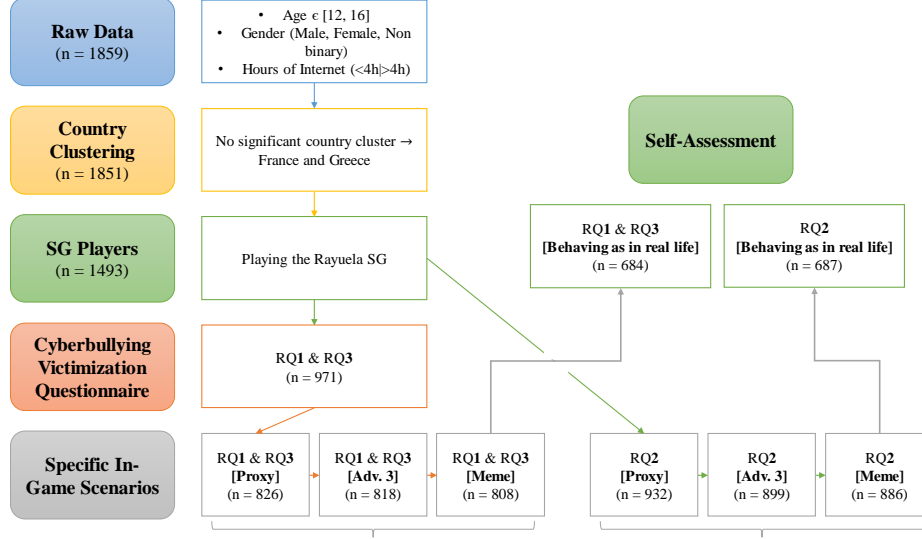 Raw Data
(n = 1859)
• Age ϵ [12, 16]
• Gender (Male, Female, Non
binary)
• Hours of Internet (<4h|>4h)
Country
Clustering
(n = 1851)
No significant country cluster →
France and Greece
Self-Assessment
SG Players
(n = 1493)
Playing the Rayuela SG
RQ1 & RQ3
[Behaving as in real life]
(n = 684)
RQ2
[Behaving as in real life]
(n = 687)
Cyberbullying
Victimization
Questionnaire
RQ1 & RQ3
(n = 971)
Specific In-
Game Scenarios
RQ1 & RQ3
[Proxy]
(n = 826)
RQ1 & RQ3
[Adv. 3]
(n = 818)
RQ1 & RQ3
[Meme]
(n = 808)
RQ2
[Proxy]
(n = 932)
RQ2
[Adv. 3]
(n = 899)
RQ2
[Meme]
(n = 886)